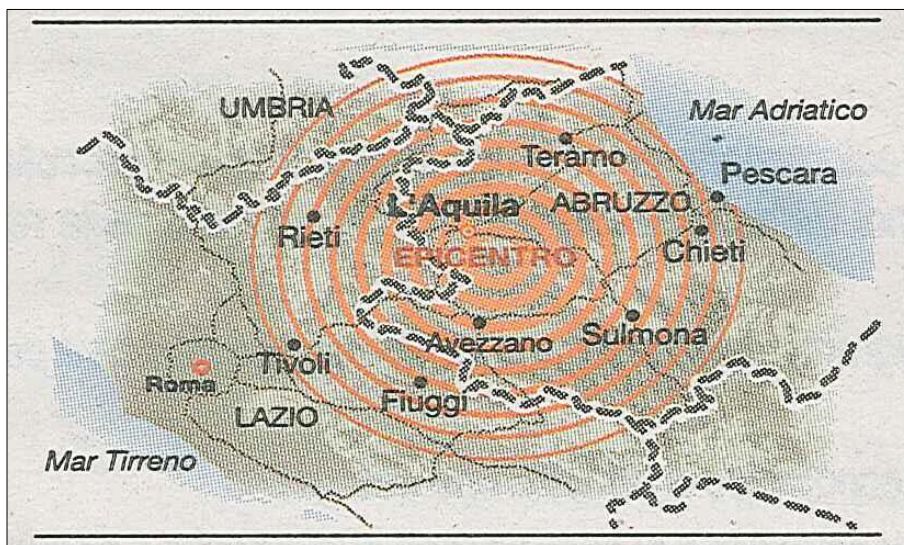 UMBRIA
Mar Adriatico
Teramo
Pescara
L'Aquila
ABRUZZO
Rieti
Chieti
EPICENTRO
Avezzano
Sulmona
Tivoli
Roma
Fiuggi
LAZIO
Mar Tirreno